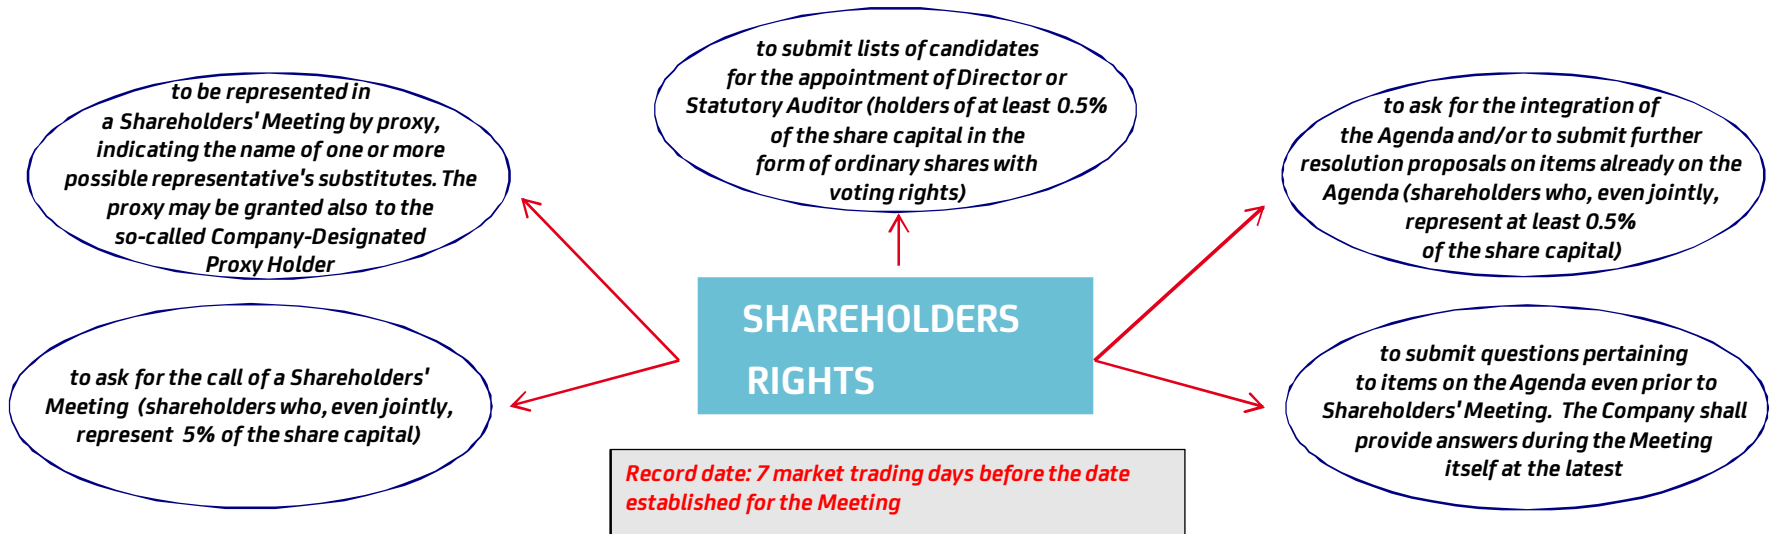 to submit lists of candidates
for the appointment of Director or
Statutory Auditor (holders of at least 0.5%
of the share capital in the
form of ordinary shares with
voting rights)
to be represented in
a Shareholders' Meeting by proxy,
indicating the name of one or more
possible representative's substitutes. The
proxy may be granted also to the
so-called Company-Designated
Proxy Holder
to ask for the integration of
the Agenda and/or to submit further
resolution proposals on items already on the
Agenda (shareholders who, even jointly,
represent at least 0.5%
of the share capital)
SHAREHOLDERS
RIGHTS
to ask for the call of a Shareholders'
Meeting (shareholders who, even jointly,
represent 5% of the share capital)
to submit questions pertaining
to items on the Agenda even prior to
Shareholders' Meeting. The Company shall
provide answers during the Meeting
itself at the latest
Record date: 7 market trading days before the date
established for the Meeting